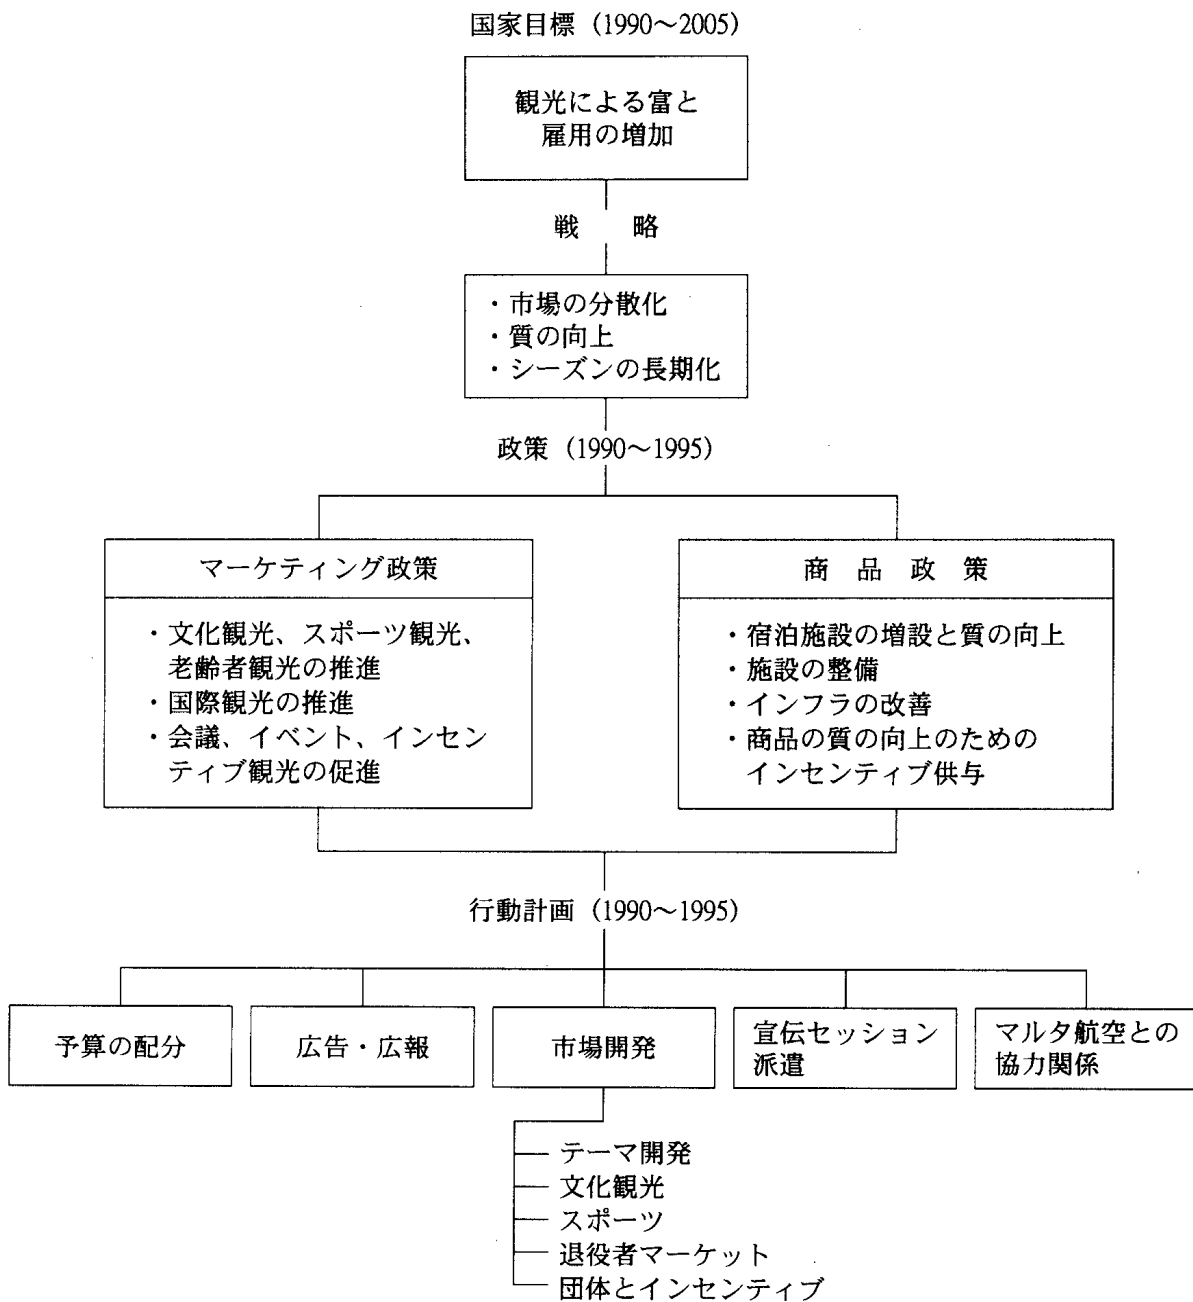 国家目標（1990～2005）
観光による富と
雇用の増加
戦　略
・市場の分散化
・質の向上
・シーズンの長期化
政策（1990～1995）
マーケティング政策
・文化観光、スポーツ観光、
老齢者観光の推進
・国際観光の推進
・会議、イベント、インセン
ティブ観光の促進
商　品　政　策
・宿泊施設の増設と質の向上
・施設の整備
・インフラの改善
・商品の質の向上のための
インセンティブ供与
行動計画（1990～1995）
予算の配分
広告・広報
市場開発
宣伝セッション
派遣
マルタ航空との
協力関係
テーマ開発
文化観光
スポーツ
退役者マーケット
団体とインセンティブ